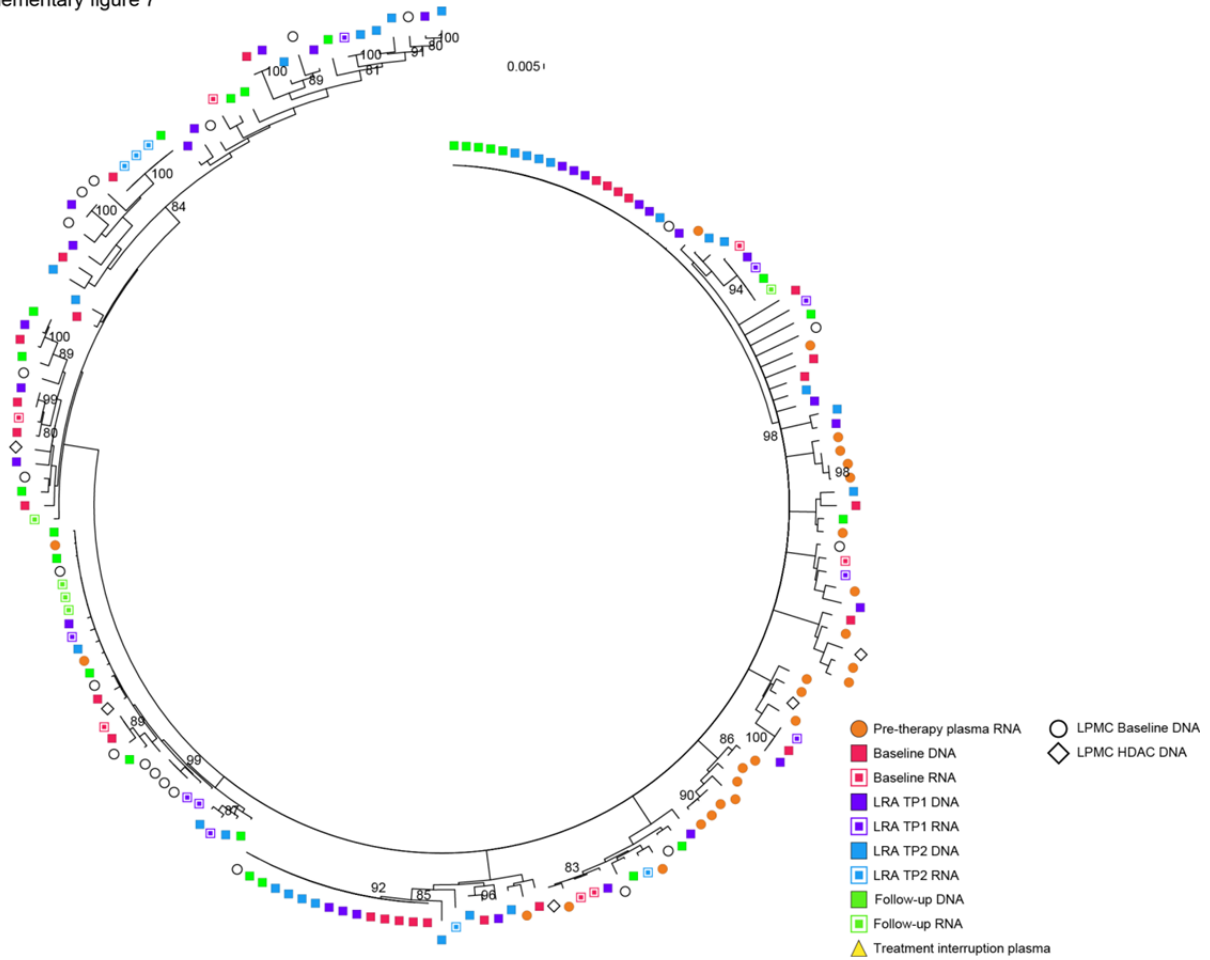 lementary figure 7
100
80
91
100
81
100
89
0.005
100
84
100
94
100
89
99
80
98
98
89
99
87
86
100
90
83
92
85
96
Pre-therapy plasma RNA
Baseline DNA
Baseline RNA
LRA TP1 DNA
LRA TP1 RNA
LRA TP2 DNA
LRA TP2 RNA
Follow-up DNA
Follow-up RNA
Treatment interruption plasma
LPMC Baseline DNA
LPMC HDAC DNA